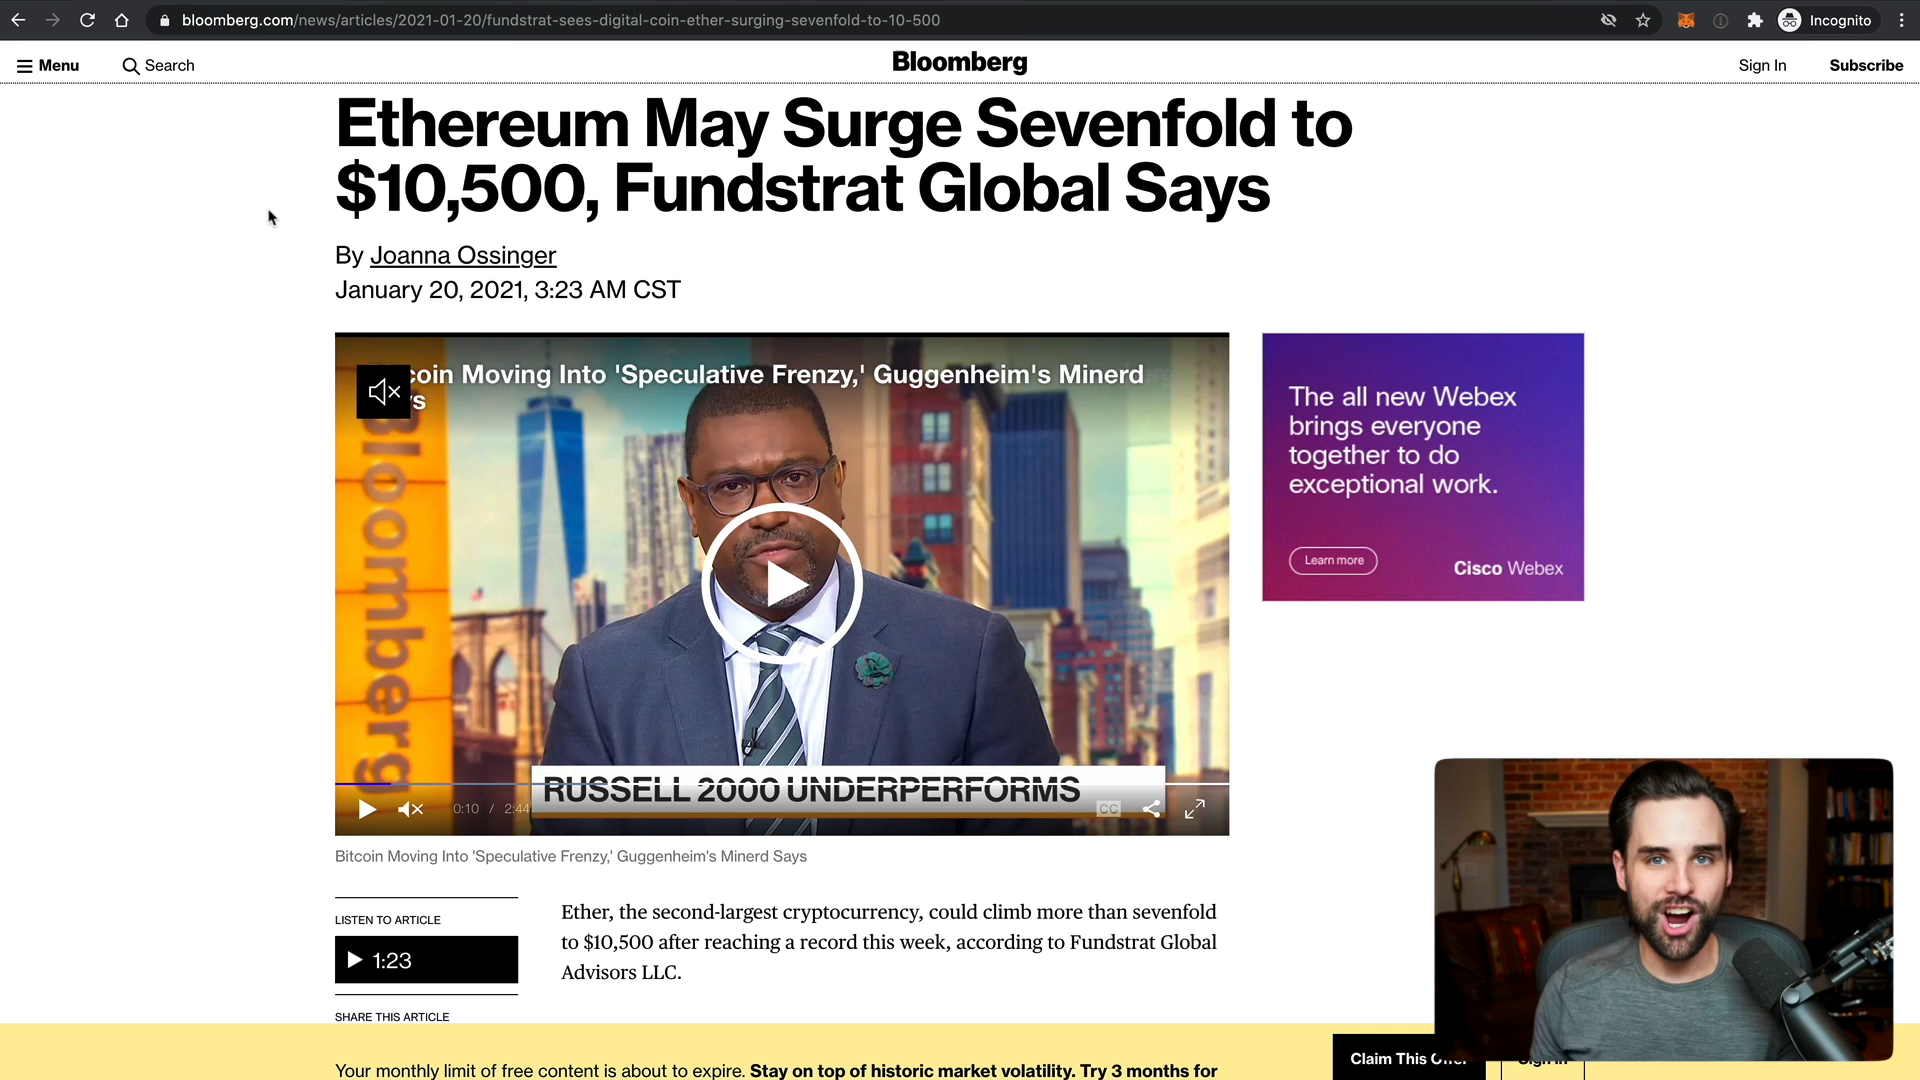 bloomberg.com/news/articles/2021-01-20/fundstrat-sees-digital-coin-ether-surging-sevenfold-to-10-500
Incognito
Menu
Search
Bloomberg
Sign In
Subscribe
Ethereum May Surge Sevenfold to
$10,500, Fundstrat Global Says
By Joanna Ossinger
January 20, 2021, 3:23 AM CST
coin Moving Into 'Speculative Frenzy,' Guggenheim's Minerd
s
Bloomberg
RUSSELL 2000 UNDERPERFORMS
0:10 / 2:44
CC
The all new Webex
brings everyone
together to do
exceptional work.
Learn more
Cisco Webex
Bitcoin Moving Into 'Speculative Frenzy,' Guggenheim's Minerd Says
LISTEN TO ARTICLE
1:23
SHARE THIS ARTICLE
Ether, the second-largest cryptocurrency, could climb more than sevenfold
to $10,500 after reaching a record this week, according to Fundstrat Global
Advisors LLC.
Your monthly limit of free content is about to expire. Stay on top of historic market volatility. Try 3 months for
Claim This Offer
Sign In